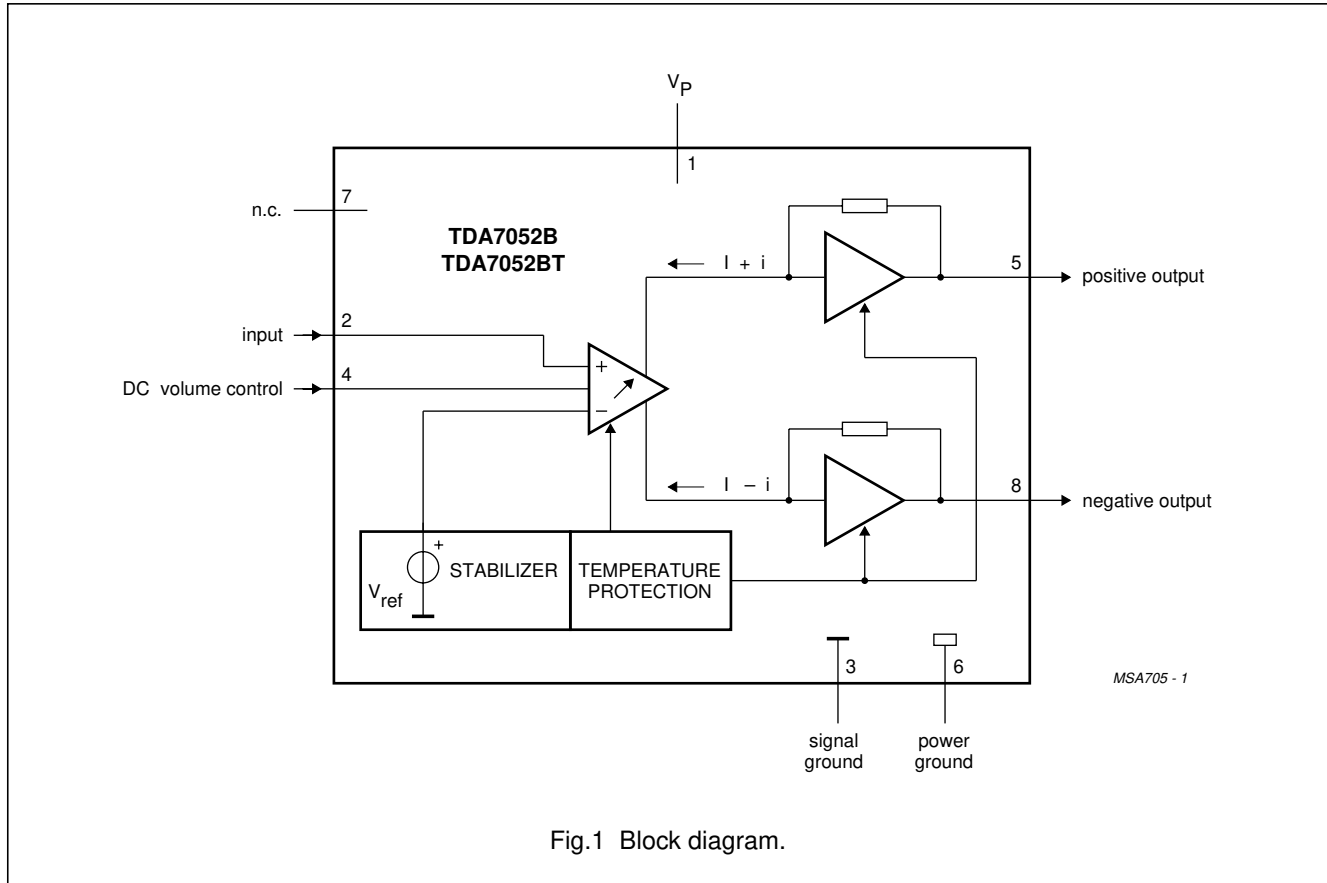 V_P
1
7
n.c.
TDA7052B
TDA7052BT
I + i
5
positive output
2
input
+
4
DC volume control
−
I − i
8
negative output
+
STABILIZER
V_ref
TEMPERATURE
PROTECTION
3
6
MSA705 - 1
signal
ground
power
ground
Fig.1 Block diagram.